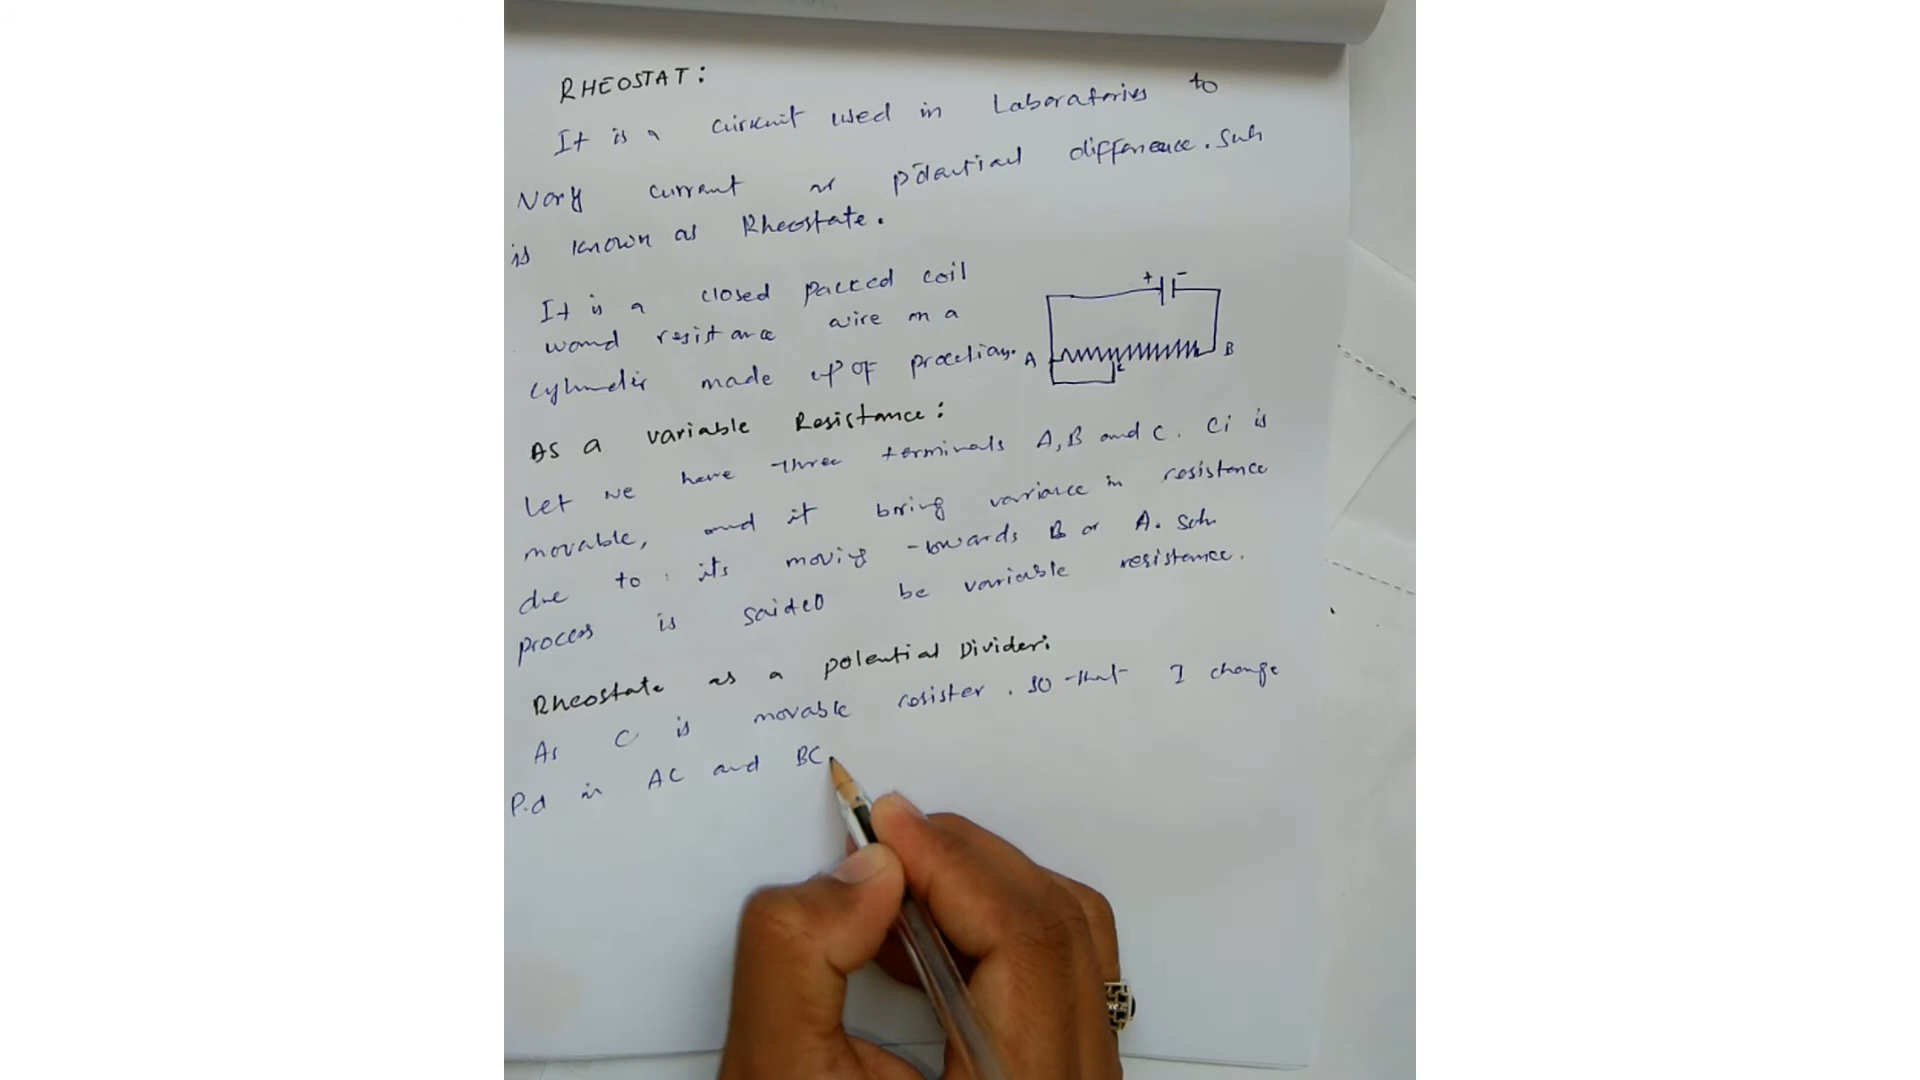 RHEOSTAT:
It is a cirkuit used in Laboratories to
Vary current or potential difference. Such
is known as Rheostate.
It is a closed packed coil
wound resistance wire on a
cylinder made up of procelian.
+ -
A B
C
As a variable Resistance:
Let we have three terminals A, B and C. C is
movable, and it bring variance in resistance
due to its moving towards B or A. Such
process is said to be variable resistance.
Rheostate as a potential Divider:
As C is movable resister. so that I change
P.d in AC and BC